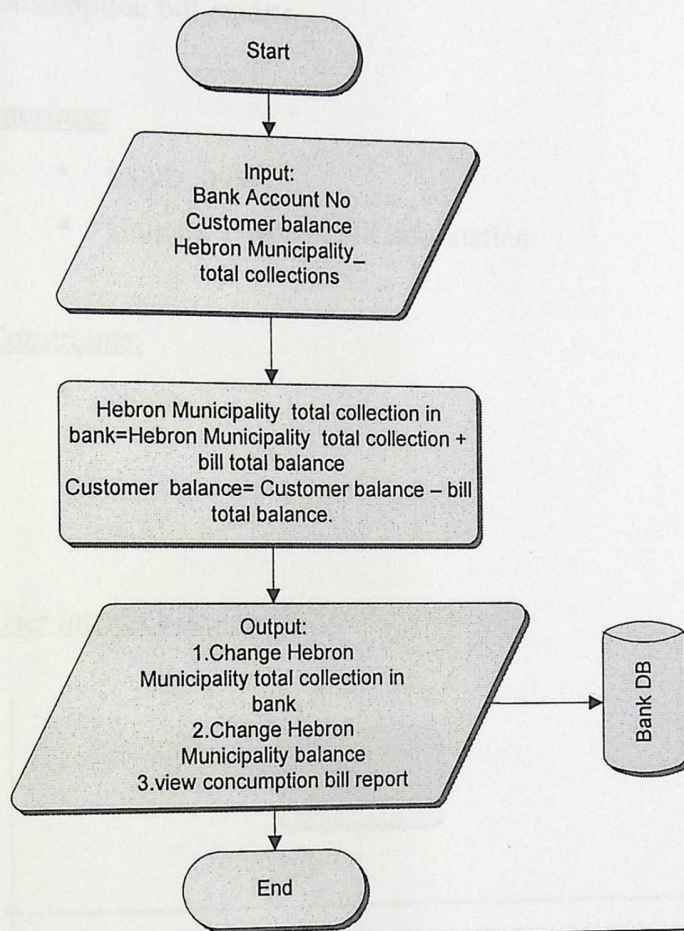 Start
Input:
Bank Account No
Customer balance
Hebron Municipality_
total collections
Hebron Municipality total collection in
bank=Hebron Municipality total collection +
bill total balance
Customer balance= Customer balance – bill
total balance.
Output:
1.Change Hebron
Municipality total collection in
bank
2.Change Hebron
Municipality balance
3.view concumption bill report
Bank DB
End